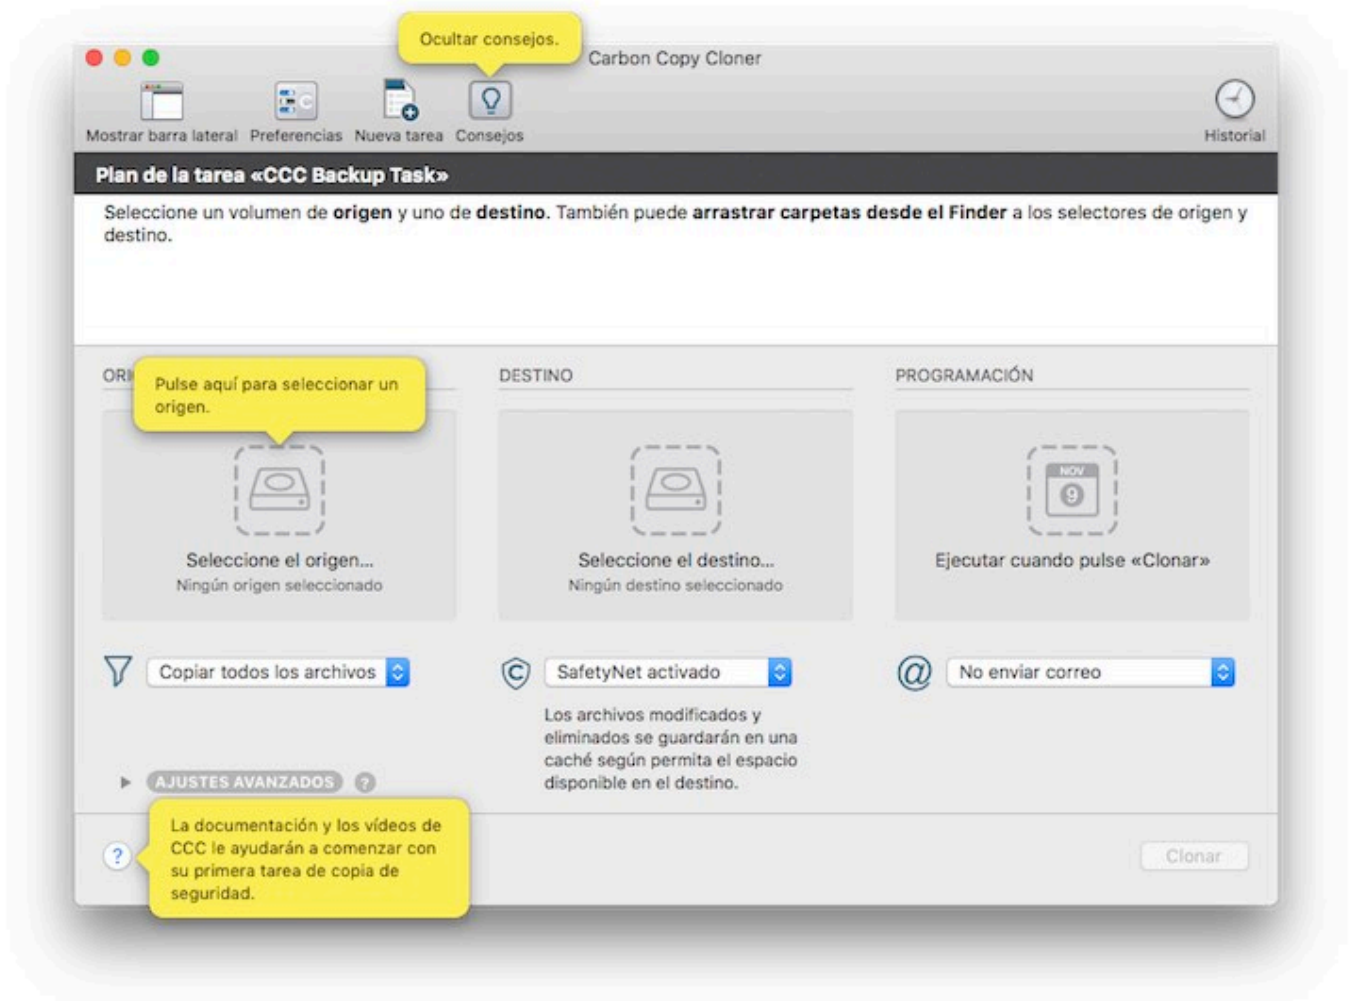 Ocultar consejos.
Carbon Copy Cloner
Mostrar barra lateral Preferencias Nueva tarea Consejos Historial
Plan de la tarea «CCC Backup Task»
Seleccione un volumen de origen y uno de destino. También puede arrastrar carpetas desde el Finder a los selectores de origen y
destino.
ORI
Pulse aquí para seleccionar un
origen.
Seleccione el origen...
Ningún origen seleccionado
Copiar todos los archivos
AJUSTES AVANZADOS ?
DESTINO
Seleccione el destino...
Ningún destino seleccionado
SafetyNet activado
Los archivos modificados y
eliminados se guardarán en una
caché según permita el espacio
disponible en el destino.
PROGRAMACIÓN
NOV
9
Ejecutar cuando pulse «Clonar»
@ No enviar correo
?
La documentación y los vídeos de
CCC le ayudarán a comenzar con
su primera tarea de copia de
seguridad.
Clonar